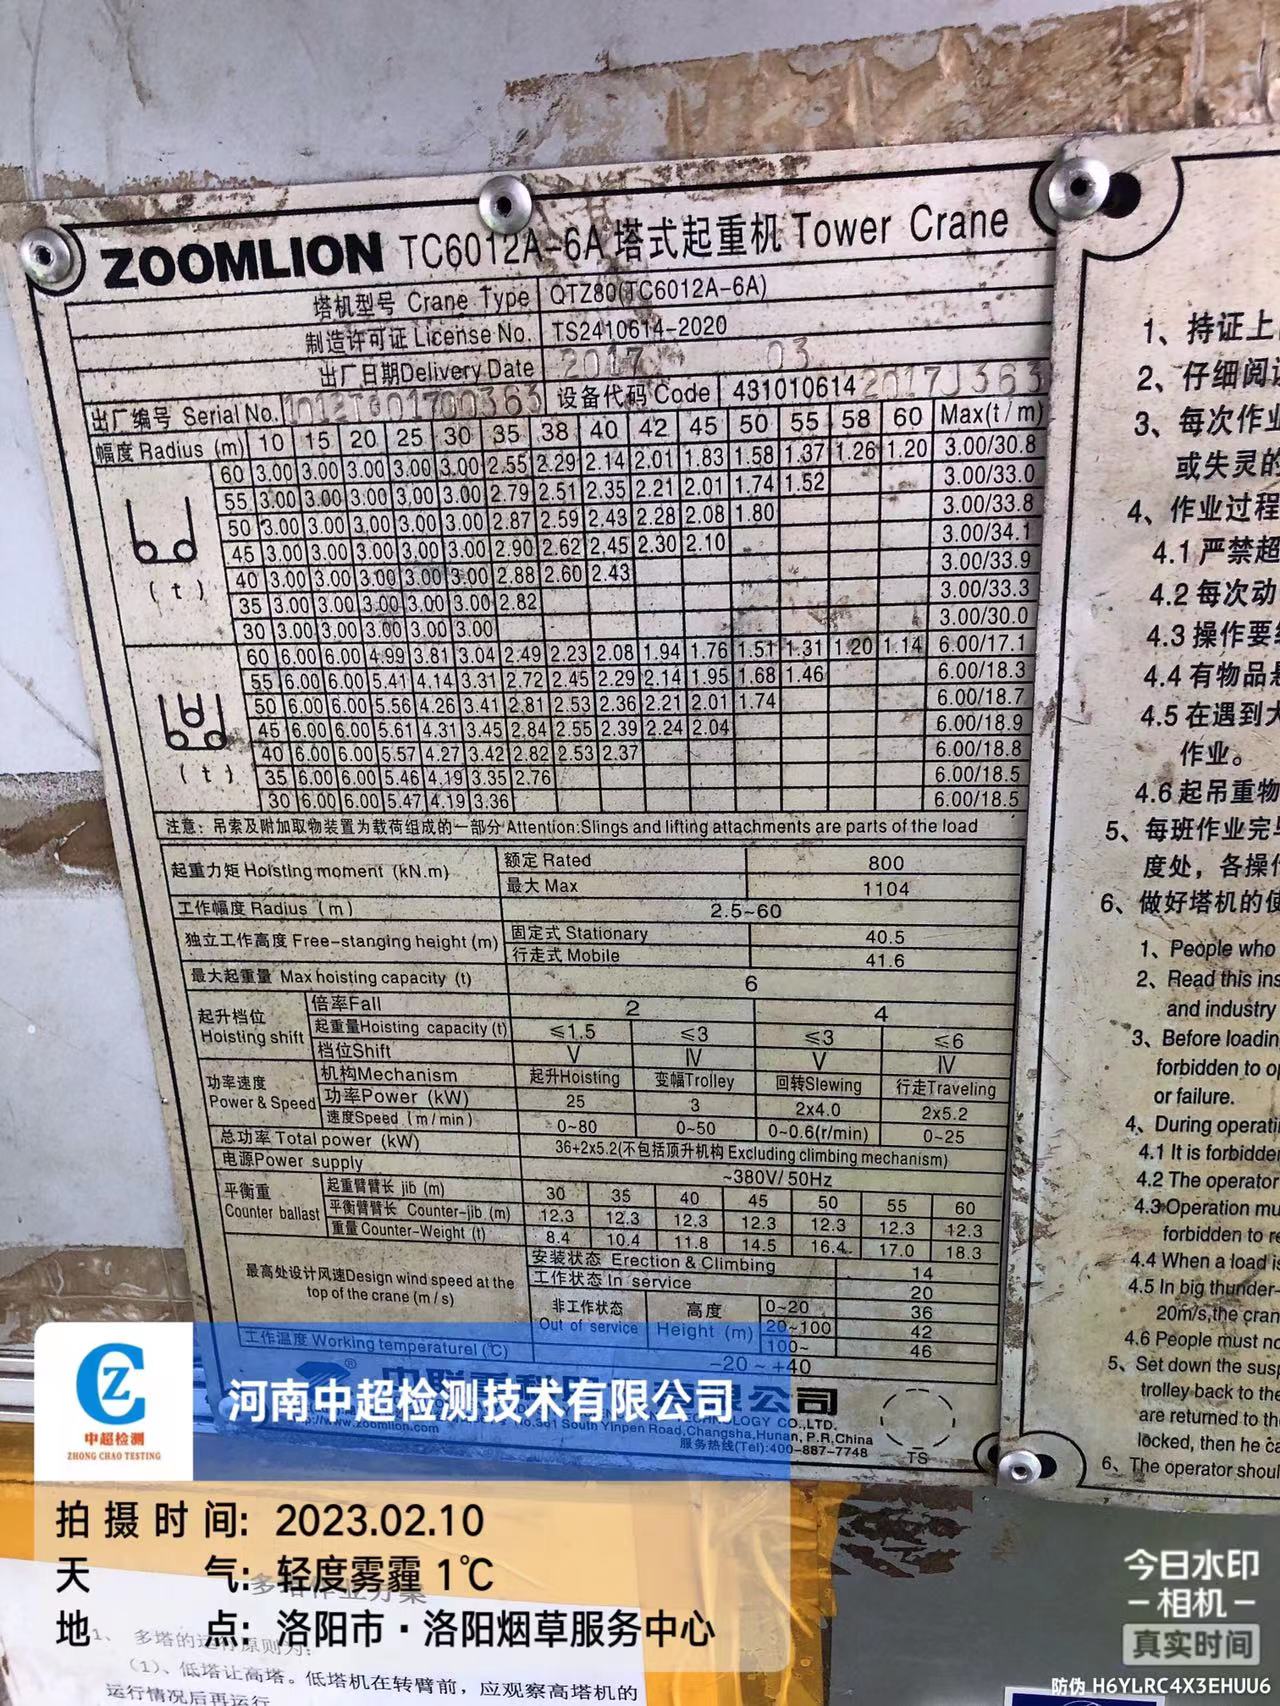 ZOOMLION TC6012A-6A 塔式起重机 Tower Crane
塔机型号 Crane Type QTZ80(TC6012A-6A)
制造许可证 License No. TS2410614-2020
出厂日期Delivery Date 2017 03
出厂编号 Serial No. 设备代码 Code 431010614 2017J363
幅度 Radius (m) 10 15 20 25 30 35 38 40 42 45 50 55 58 60 Max(t/m)
60 3.00 3.00 3.00 3.00 3.00 2.55 2.29 2.14 2.01 1.83 1.58 1.37 1.26 1.20 3.00/30.8
55 3.00 3.00 3.00 3.00 3.00 2.79 2.51 2.35 2.21 2.01 1.74 1.52 3.00/33.0
50 3.00 3.00 3.00 3.00 3.00 2.87 2.59 2.43 2.28 2.08 1.80 3.00/33.8
45 3.00 3.00 3.00 3.00 3.00 2.90 2.62 2.45 2.30 2.10 3.00/34.1
(t) 40 3.00 3.00 3.00 3.00 3.00 2.88 2.60 2.43 3.00/33.9
35 3.00 3.00 3.00 3.00 3.00 2.82 3.00/33.3
30 3.00 3.00 3.00 3.00 3.00 3.00/30.0
60 6.00 6.00 4.99 3.81 3.04 2.49 2.23 2.08 1.94 1.76 1.51 1.31 1.20 1.14 6.00/17.1
55 6.00 6.00 5.41 4.14 3.31 2.72 2.45 2.29 2.14 1.95 1.68 1.46 6.00/18.3
50 6.00 6.00 5.56 4.26 3.41 2.81 2.53 2.36 2.21 2.01 1.74 6.00/18.7
45 6.00 6.00 5.61 4.31 3.45 2.84 2.55 2.39 2.24 2.04 6.00/18.9
40 6.00 6.00 5.57 4.27 3.42 2.82 2.53 2.37 6.00/18.8
(t) 35 6.00 6.00 5.46 4.19 3.35 2.76 6.00/18.5
30 6.00 6.00 5.47 4.19 3.36 6.00/18.5
注意：吊索及附加取物装置为载荷组成的一部分 Attention:Slings and lifting attachments are parts of the load
起重力矩 Hoisting moment (kN.m) 额定 Rated 800
最大 Max 1104
工作幅度 Radius (m) 2.5~60
独立工作高度 Free-stanging height (m) 固定式 Stationary 40.5
行走式 Mobile 41.6
最大起重量 Max hoisting capacity (t) 6
起升档位 Hoisting shift 倍率Fall 2 4
起重量Hoisting capacity (t) ≤1.5 ≤3 ≤3 ≤6
档位Shift Ⅴ Ⅳ Ⅴ Ⅳ
功率速度 Power & Speed 机构Mechanism 起升Hoisting 变幅Trolley 回转Slewing 行走Traveling
功率Power (kW) 25 3 2x4.0 2x5.2
速度Speed (m/min) 0~80 0~50 0~0.6(r/min) 0~25
总功率 Total power (kW) 36+2x5.2(不包括顶升机构 Excluding climbing mechanism)
电源Power supply ~380V/50Hz
平衡重 Counter ballast 起重臂臂长 jib (m) 30 35 40 45 50 55 60
平衡臂臂长 Counter-jib (m) 12.3 12.3 12.3 12.3 12.3 12.3 12.3
重量 Counter-Weight (t) 8.4 10.4 11.8 14.5 16.4 17.0 18.3
最高处设计风速Design wind speed at the top of the crane (m/s) 安装状态 Erection & Climbing 14
工作状态 In service 20
非工作状态 Out of service 高度 Height (m) 0~20 36
20~100 42
100~ 46
工作温度 Working temperature (℃) -20~+40
限公司
TECHNOLOGY CO.,LTD.
No.361 South Yinpen Road,Changsha,Hunan, P.R,China
http://www.zoomlion.com 服务热线(Tel):400-887-7748
TS
1、持证上
2、仔细阅
3、每次作
或失灵的
4、作业过程
4.1 严禁超
4.2 每次动
4.3 操作要
4.4 有物品
4.5 在遇到
作业。
4.6 起吊重物
5、每班作业完
度处，各操
6、做好塔机的使
1、People who
2、Read this ins
and industry
3、Before loadin
forbidden to o
or failure.
4、During operati
4.1 It is forbidde
4.2 The operator
4.3 Operation mu
forbidden to re
4.4 When a load is
4.5 In big thunder-
20m/s,the cran
4.6 People must no
5、Set down the sus
trolley back to the
are returned to th
locked, then he ca
6、The operator shoul
中超检测
ZHONG CHAO TESTING
河南中超检测技术有限公司
拍摄时间: 2023.02.10
天气: 轻度雾霾 1℃
地点: 洛阳市·洛阳烟草服务中心
1、多塔的运行原则为:
（1）、低塔让高塔。低塔机在转臂前，应观察高塔机的
运行情况后再运行
今日水印
相机
真实时间
防伪 H6YLRC4X3EHUU6